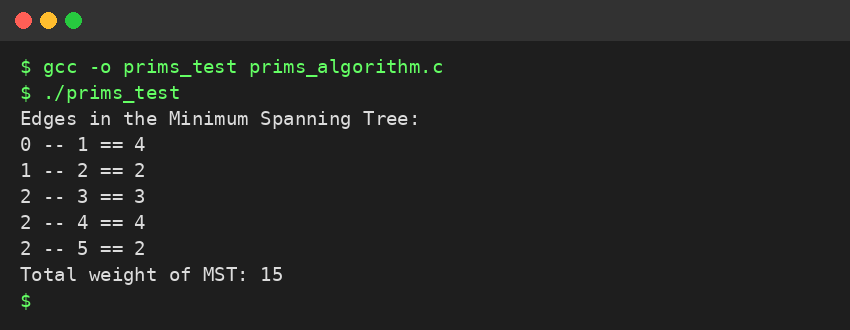 $ gcc -o prims_test prims_algorithm.c
$ ./prims_test
Edges in the Minimum Spanning Tree:
0 -- 1 == 4
1 -- 2 == 2
2 -- 3 == 3
2 -- 4 == 4
2 -- 5 == 2
Total weight of MST: 15
$